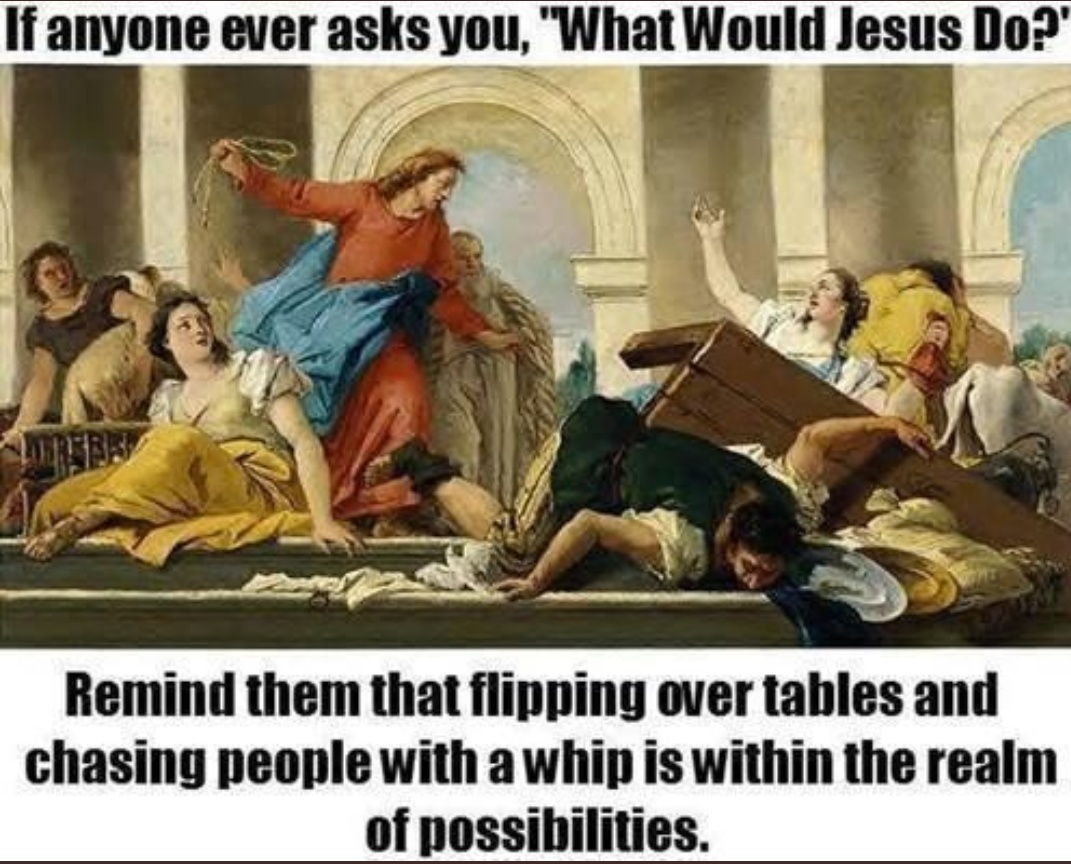 If anyone ever asks you, "What Would Jesus Do?"
Remind them that flipping over tables and
chasing people with a whip is within the realm
of possibilities.